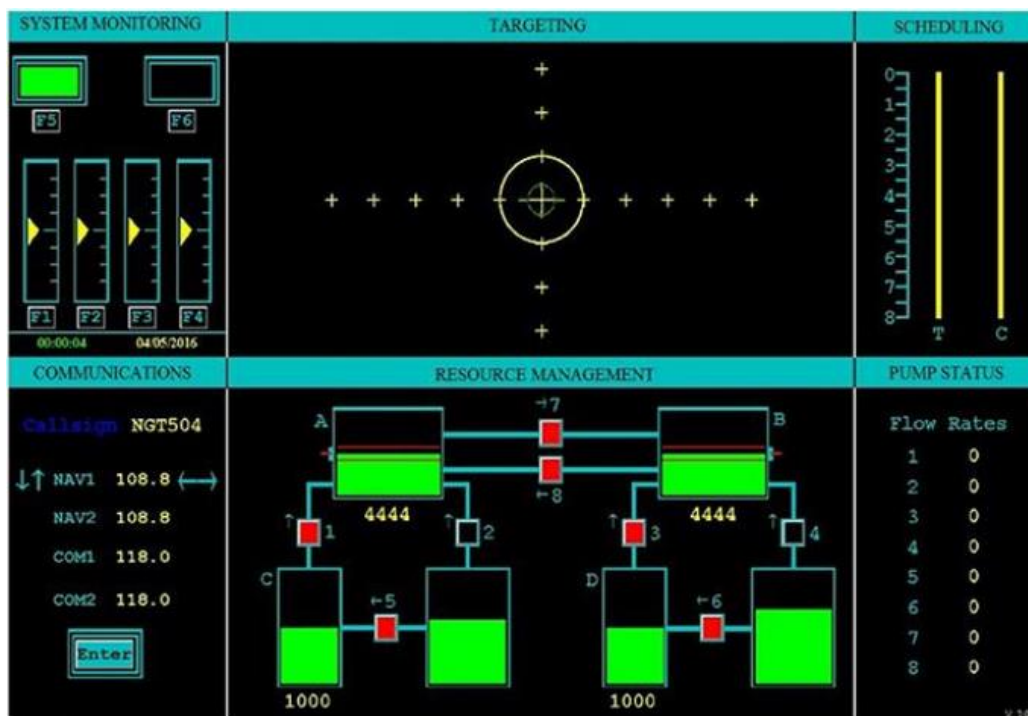 SYSTEM MONITORING
F5 F6
F1 F2 F3 F4
00:00:04 04/05/2016
TARGETING
SCHEDULING
0
1
2
3
4
5
6
7
8
T C
COMMUNICATIONS
Callsign NGT504
↓↑ NAV1 108.8 ←→
NAV2 108.8
COM1 118.0
COM2 118.0
Enter
RESOURCE MANAGEMENT
→7
A B
←8
4444 4444
↑ 1 ↑ 2 ↑ 3 ↑ 4
C D
←5 ←6
1000 1000
PUMP STATUS
Flow Rates
1 0
2 0
3 0
4 0
5 0
6 0
7 0
8 0